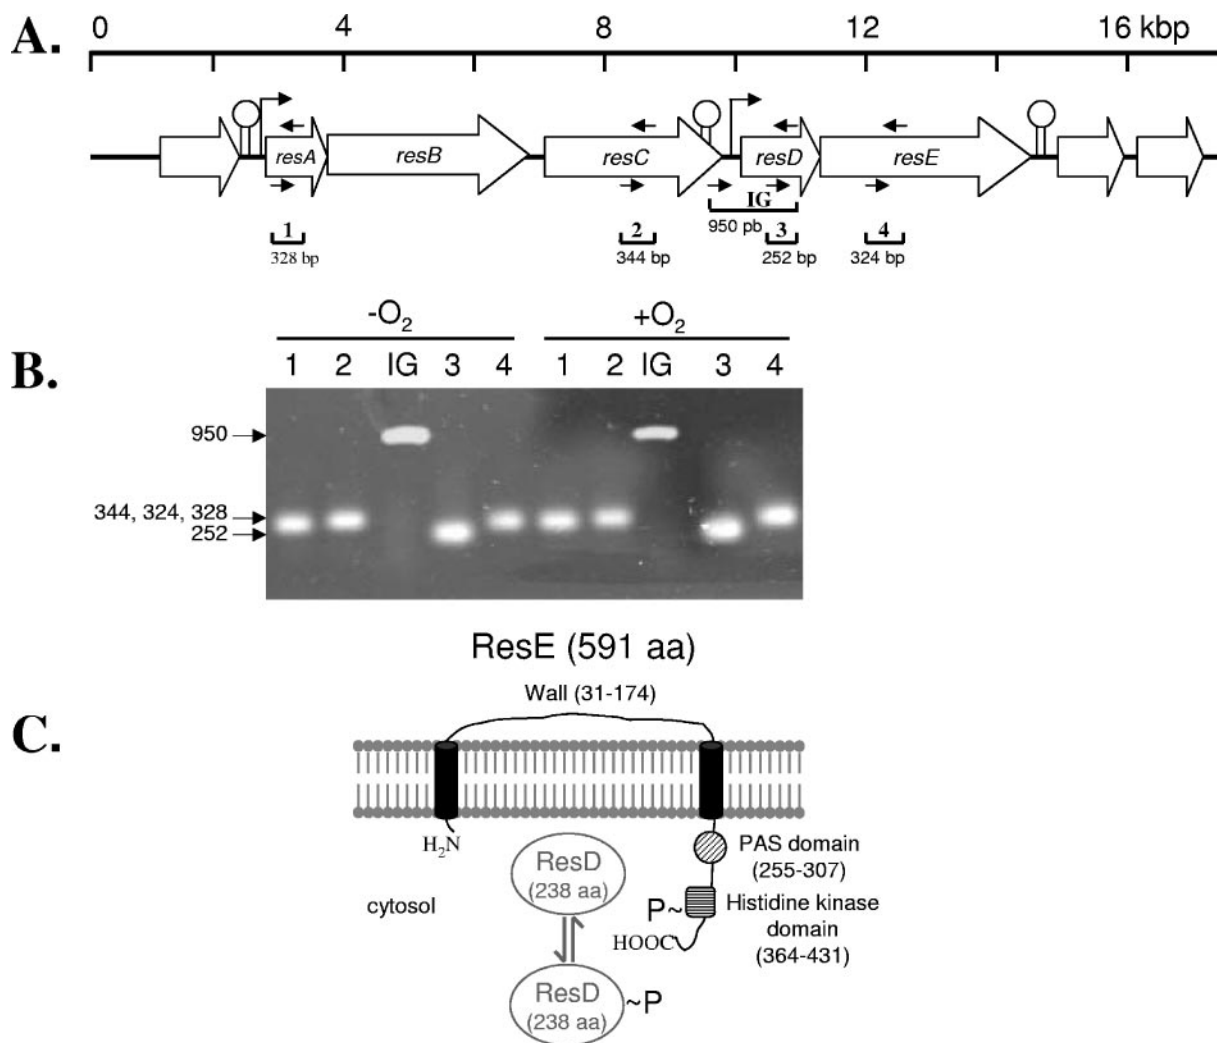 A.
0 4 8 12 16 kbp
resA resB resC resD resE
IG
1 2 950 pb 3 4
328 bp 344 bp 252 bp 324 bp
B.
-O₂ +O₂
1 2 IG 3 4 1 2 IG 3 4
950
344, 324, 328
252
ResE (591 aa)
C.
Wall (31-174)
H₂N
cytosol
ResD
(238 aa)
ResD
(238 aa)
~P
PAS domain
(255-307)
P~
Histidine kinase
domain
(364-431)
HOOC